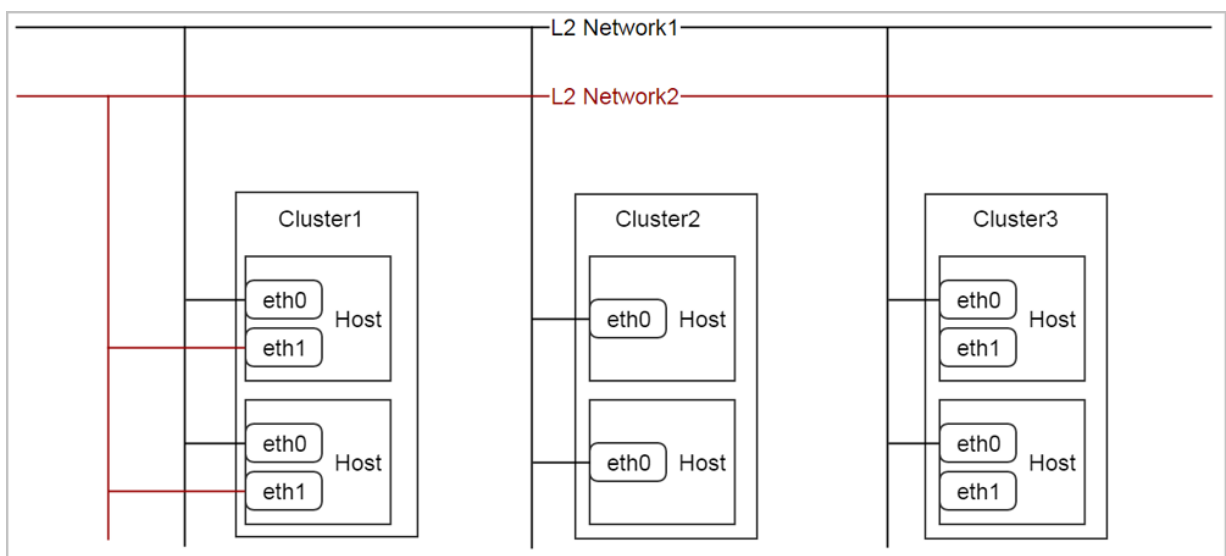 L2 Network1
L2 Network2
Cluster1
eth0
Host
eth1
eth0
Host
eth1
Cluster2
eth0 Host
eth0 Host
Cluster3
eth0
Host
eth1
eth0
Host
eth1